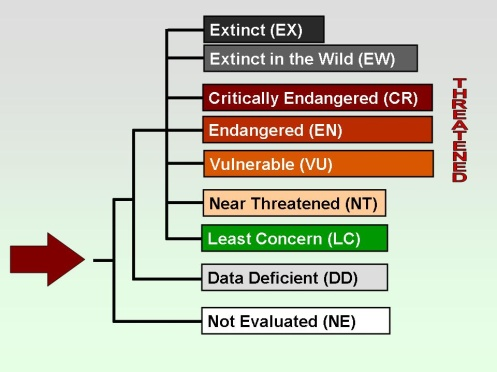 Extinct (EX)
Extinct in the Wild (EW)
Critically Endangered (CR)
Endangered (EN)
Vulnerable (VU)
THREATENED
Near Threatened (NT)
Least Concern (LC)
Data Deficient (DD)
Not Evaluated (NE)